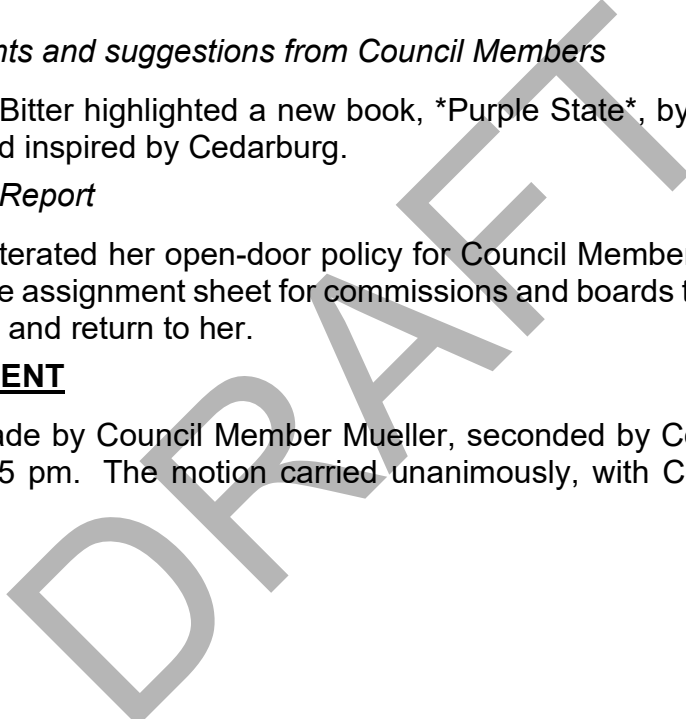 nts and suggestions from Council Members
Bitter highlighted a new book, *Purple State*, by
d inspired by Cedarburg.
Report
terated her open-door policy for Council Member
e assignment sheet for commissions and boards t
and return to her.
ENT
ade by Council Member Mueller, seconded by Co
5 pm. The motion carried unanimously, with C
DRAFT